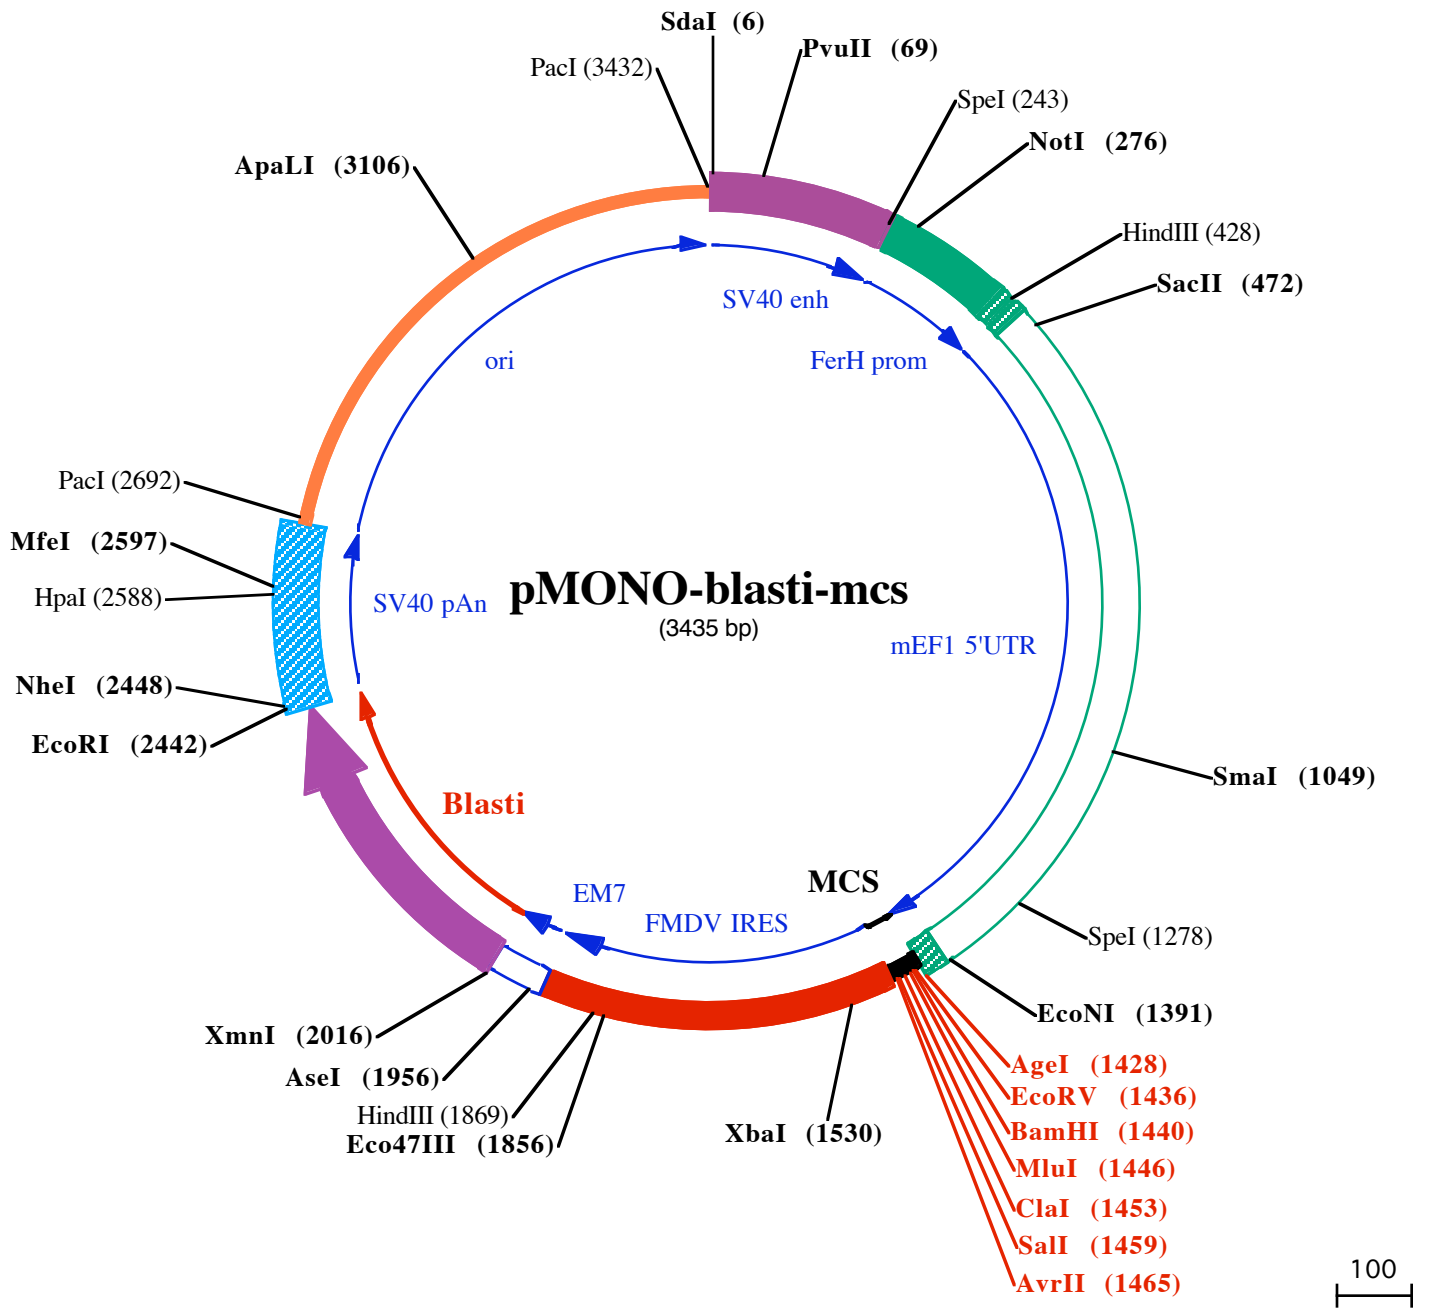 SdaI (6)
PvuII (69)
PacI (3432)
SpeI (243)
NotI (276)
ApaLI (3106)
HindIII (428)
SacII (472)
SV40 enh
ori
FerH prom
PacI (2692)
MfeI (2597)
HpaI (2588)
SV40 pAn
pMONO-blasti-mcs
(3435 bp)
mEF1 5'UTR
NheI (2448)
EcoRI (2442)
SmaI (1049)
Blasti
MCS
EM7
FMDV IRES
SpeI (1278)
EcoNI (1391)
XmnI (2016)
AseI (1956)
HindIII (1869)
Eco47III (1856)
XbaI (1530)
AgeI (1428)
EcoRV (1436)
BamHI (1440)
MluI (1446)
ClaI (1453)
SalI (1459)
AvrII (1465)
100